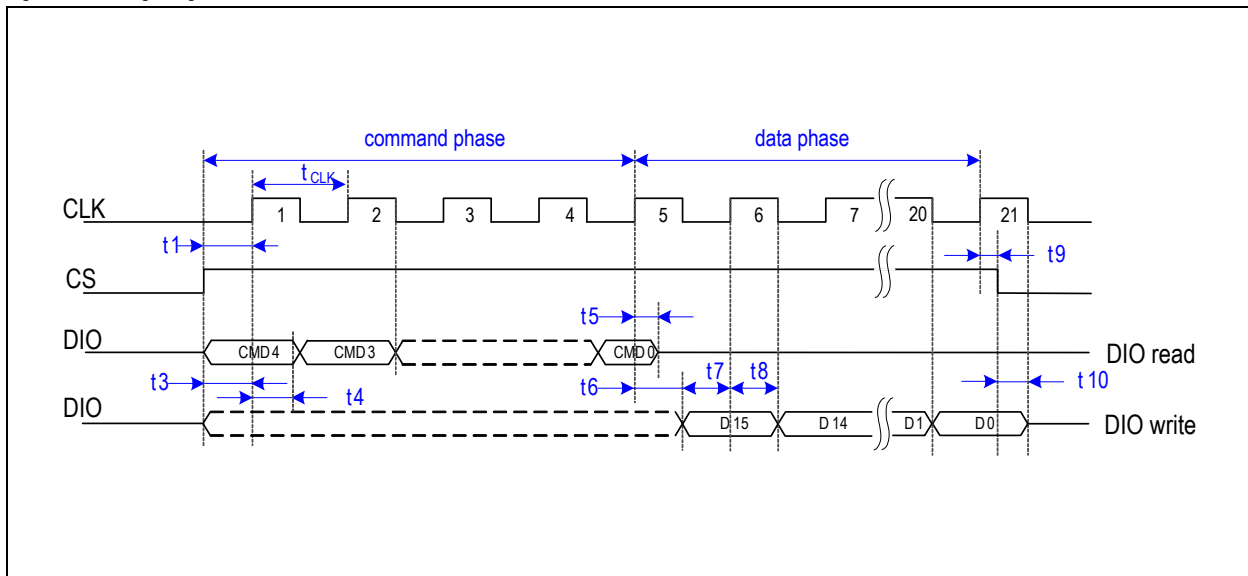 command phase data phase
t CLK
CLK 1 2 3 4 5 6 7 20 21
t1 t9
CS
t5
DIO CMD4 CMD3 CMD0 DIO read
t3 t4 t6 t7 t8 t10
DIO D15 D14 D1 D0 DIO write